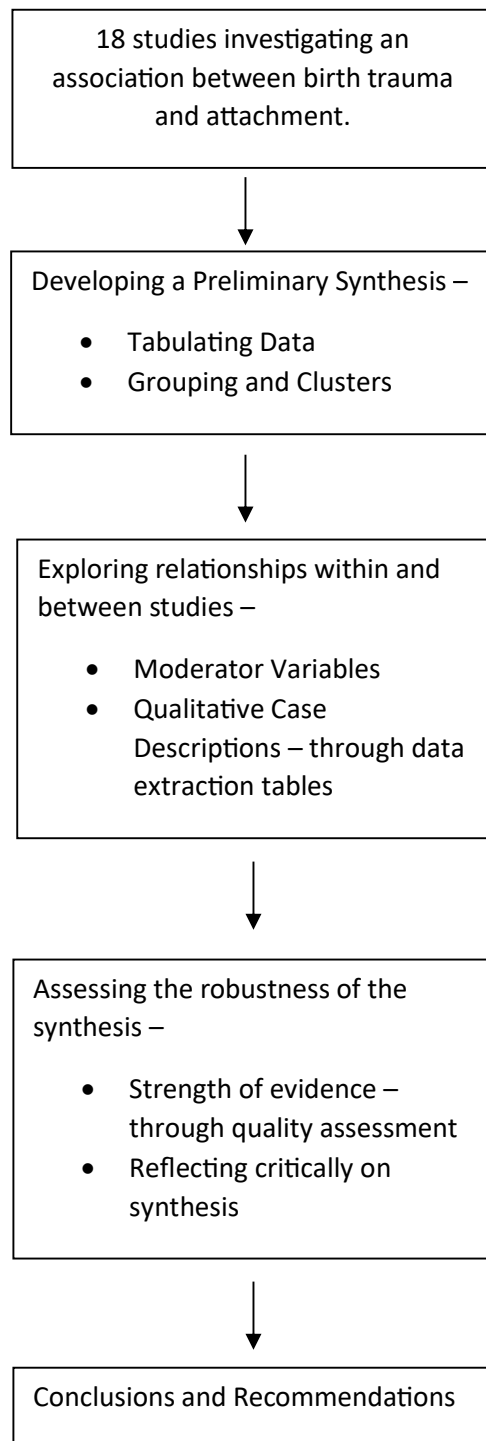 18 studies investigating an
association between birth trauma
and attachment.
Developing a Preliminary Synthesis –
• Tabulating Data
• Grouping and Clusters
Exploring relationships within and
between studies –
• Moderator Variables
• Qualitative Case
Descriptions – through data
extraction tables
Assessing the robustness of the
synthesis –
• Strength of evidence –
through quality assessment
• Reflecting critically on
synthesis
Conclusions and Recommendations